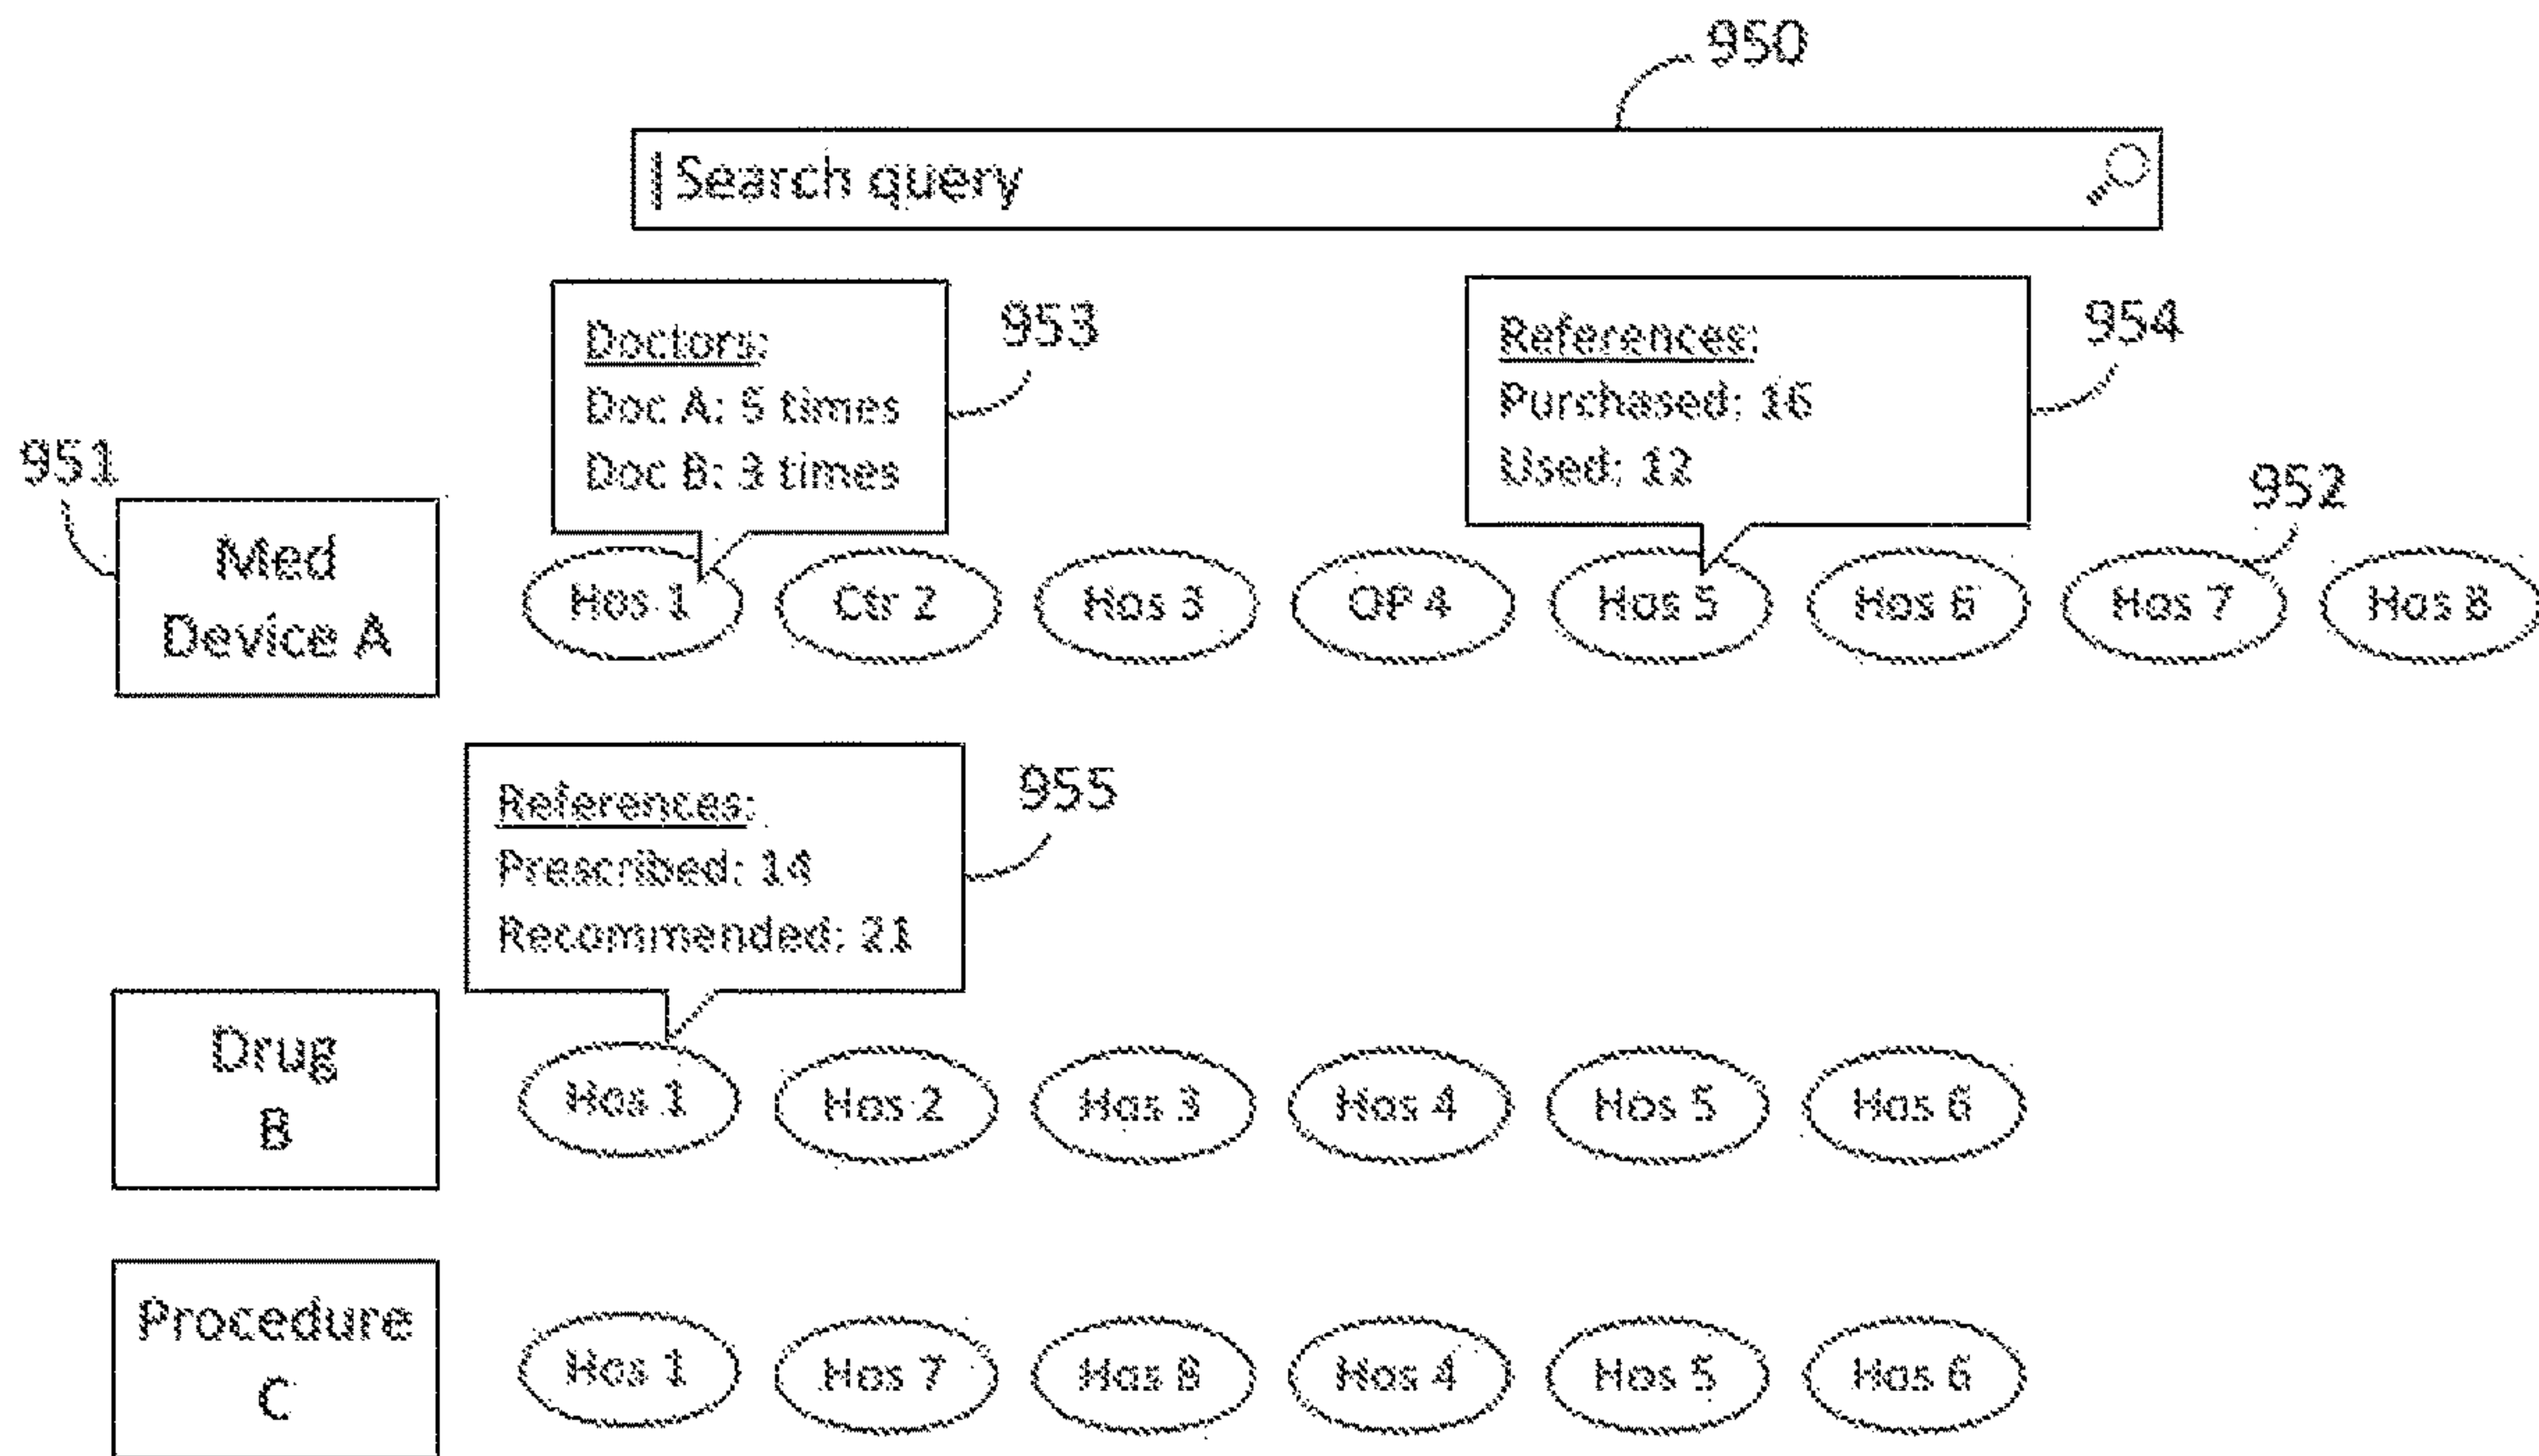 950
Search query
Doctors:
Doc A: 5 times
Doc B: 3 times
953
References:
Purchased: 16
Used: 12
954
951
952
Med
Device A
Hos 1
Ctr 2
Hos 3
OP 4
Hos 5
Hos 6
Hos 7
Hos 8
References:
Prescribed: 14
Recommended: 21
955
Drug
B
Hos 1
Hos 2
Hos 3
Hos 4
Hos 5
Hos 6
Procedure
C
Hos 1
Hos 7
Hos 8
Hos 4
Hos 5
Hos 6